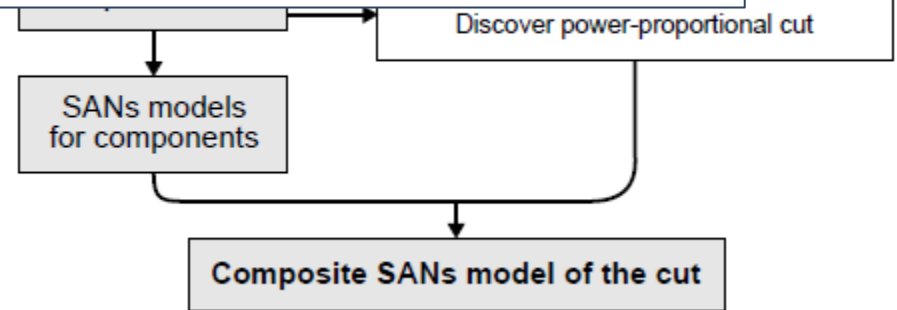 Discover power-proportional cut
SANs models
for components
Composite SANs model of the cut